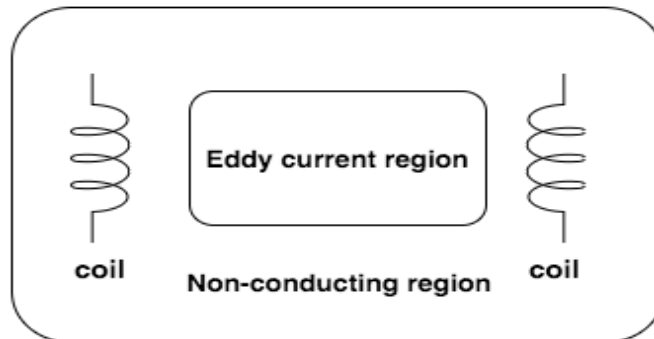 Eddy current region
coil
coil
Non-conducting region